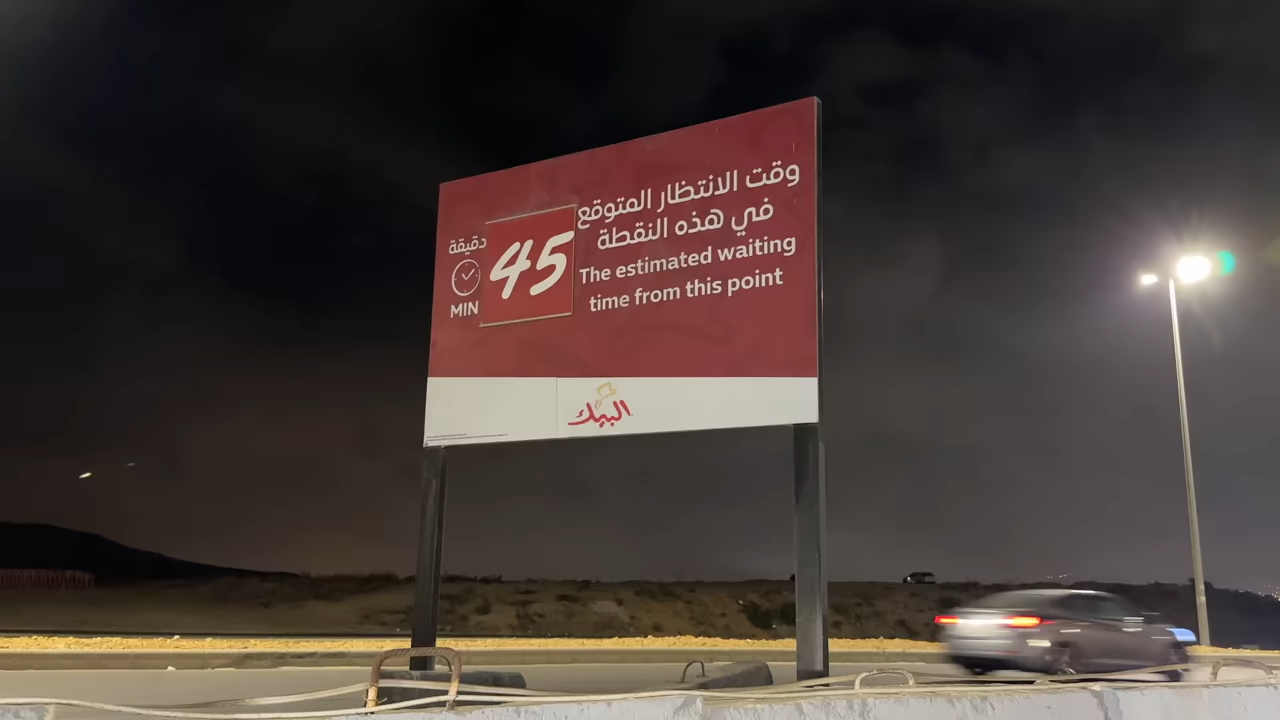 وقت الانتظار المتوقع
في هذه النقطة
The estimated waiting
time from this point
دقيقة
45
MIN
البيك